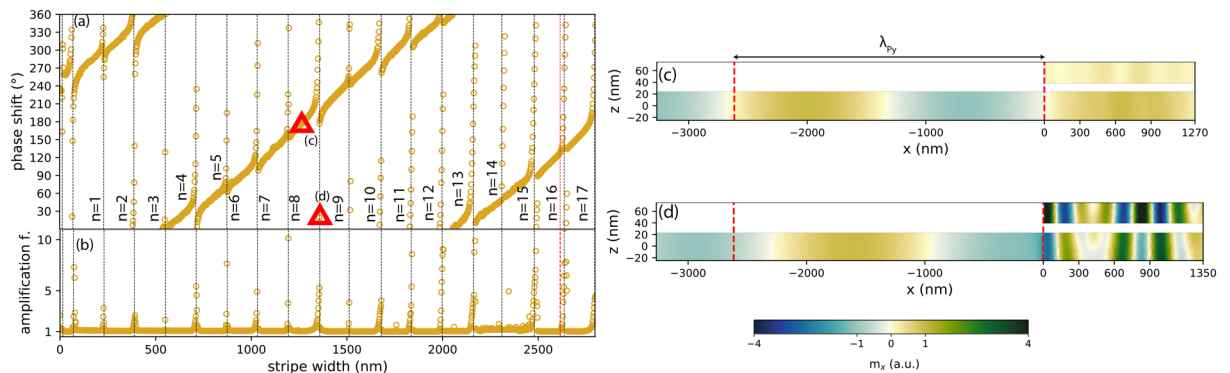 (a)
360
330
300
270
240
210
180
150
120
90
60
30
phase shift (°)
(c)
(d)
n=1
n=2
n=3
n=4
n=5
n=6
n=7
n=8
n=9
n=10
n=11
n=12
n=13
n=14
n=15
n=16
n=17
(b)
10
5
1
amplification f.
0 500 1000 1500 2000 2500
stripe width (nm)
λPy
(c)
60
40
20
0
−20
z (nm)
−3000 −2000 −1000 0 300 600 900 1270
x (nm)
(d)
60
40
20
0
−20
z (nm)
−3000 −2000 −1000 0 300 600 900 1350
x (nm)
−4 −1 0 1 4
mx (a.u.)